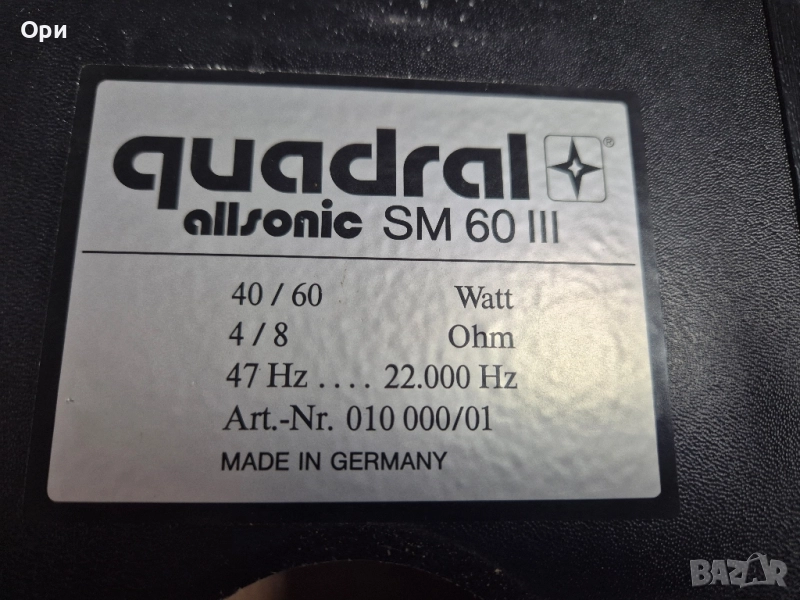 Ори
quadral ®
allsonic SM 60 III
40 / 60 Watt
4 / 8 Ohm
47 Hz .... 22.000 Hz
Art.-Nr. 010 000/01
MADE IN GERMANY
BAZAR